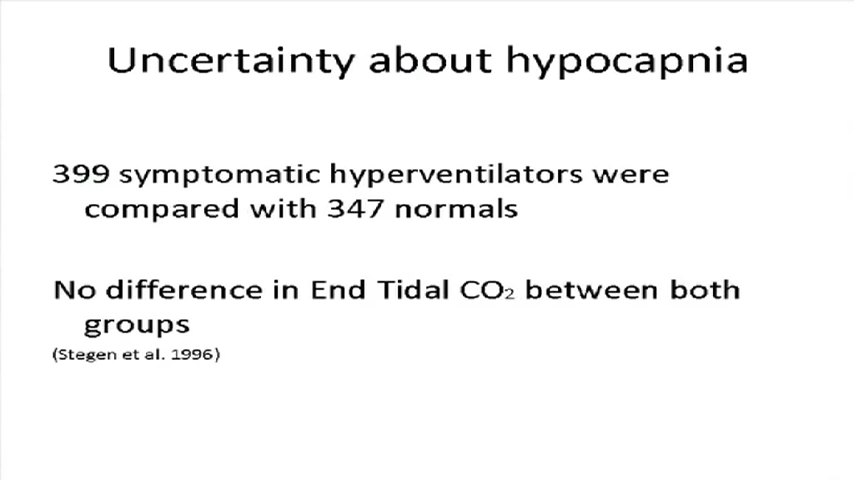 Uncertainty about hypocapnia
399 symptomatic hyperventilators were
compared with 347 normals
No difference in End Tidal CO₂ between both
groups
(Stegen et al. 1996)